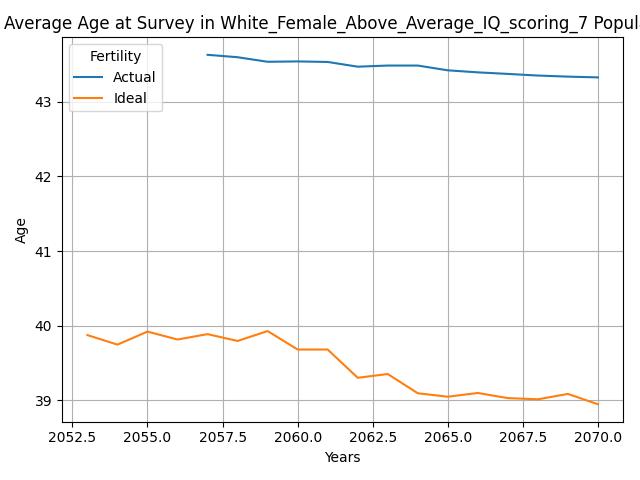 Average Age at Survey in White_Female_Above_Average_IQ_scoring_7 Popul
Fertility
Actual
Ideal
43
42
41
40
39
Age
2052.5 2055.0 2057.5 2060.0 2062.5 2065.0 2067.5 2070.0
Years